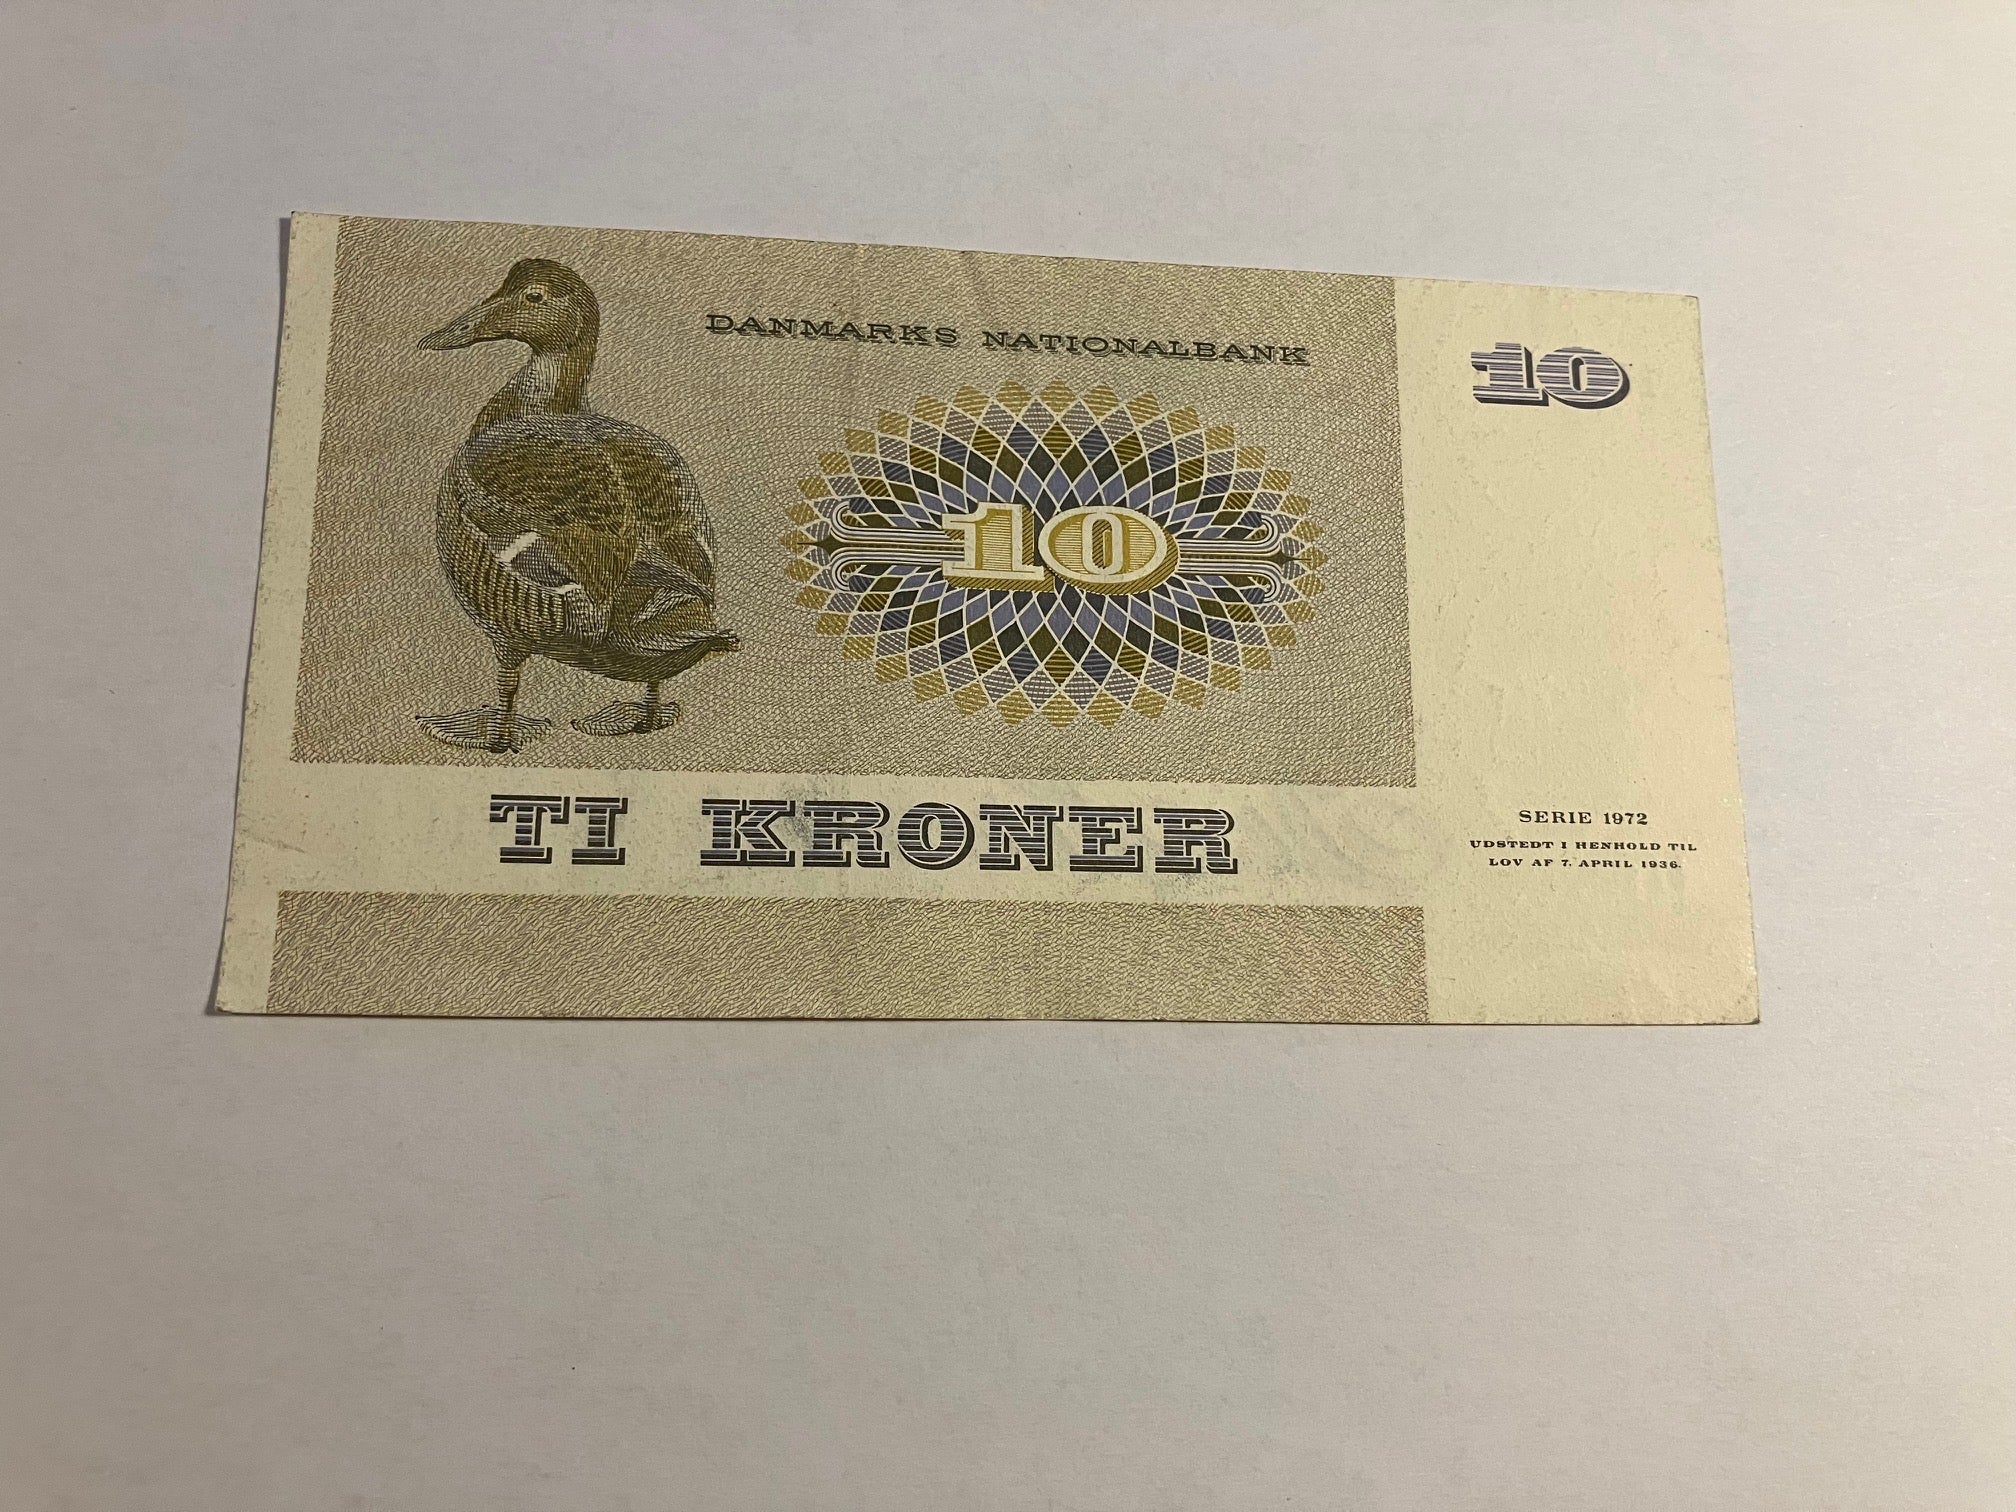 DANMARKS NATIONALBANK
10
10
TI KRONER
SERIE 1972
UDSTEDT I HENHOLD TIL
LOV AF 7. APRIL 1936.